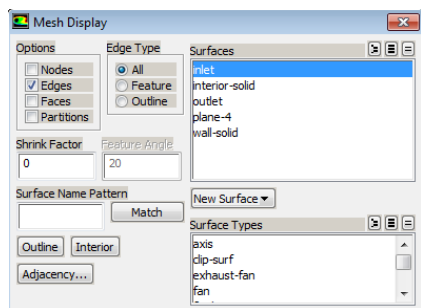 Mesh Display
Options
Nodes
Edges
Faces
Partitions
Edge Type
All
Feature
Outline
Shrink Factor
0
Feature Angle
20
Surface Name Pattern
Match
Outline
Interior
Adjacency...
Surfaces
inlet
interior-solid
outlet
plane-4
wall-solid
New Surface
Surface Types
axis
clip-surf
exhaust-fan
fan